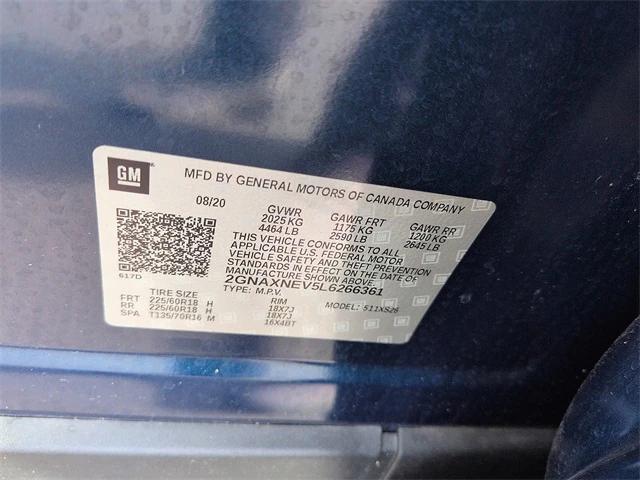 GM
MFD BY GENERAL MOTORS OF CANADA COMPANY
08/20
GVWR GAWR FRT GAWR RR
2025 KG 1175 KG 1200 KG
4464 LB 2590 LB 2645 LB
THIS VEHICLE CONFORMS TO ALL
APPLICABLE U.S. FEDERAL MOTOR
VEHICLE SAFETY AND THEFT PREVENTION
STANDARDS IN EFFECT ON THE DATE OF
MANUFACTURE SHOWN ABOVE.
617D
2GNAXNEV5L6266361
TYPE: M.P.V. MODEL: 511XS26
TIRE SIZE RIM
FRT 225/60R18 H 18X7J
RR 225/60R18 H 18X7J
SPA T135/70R16 M 16X4BT